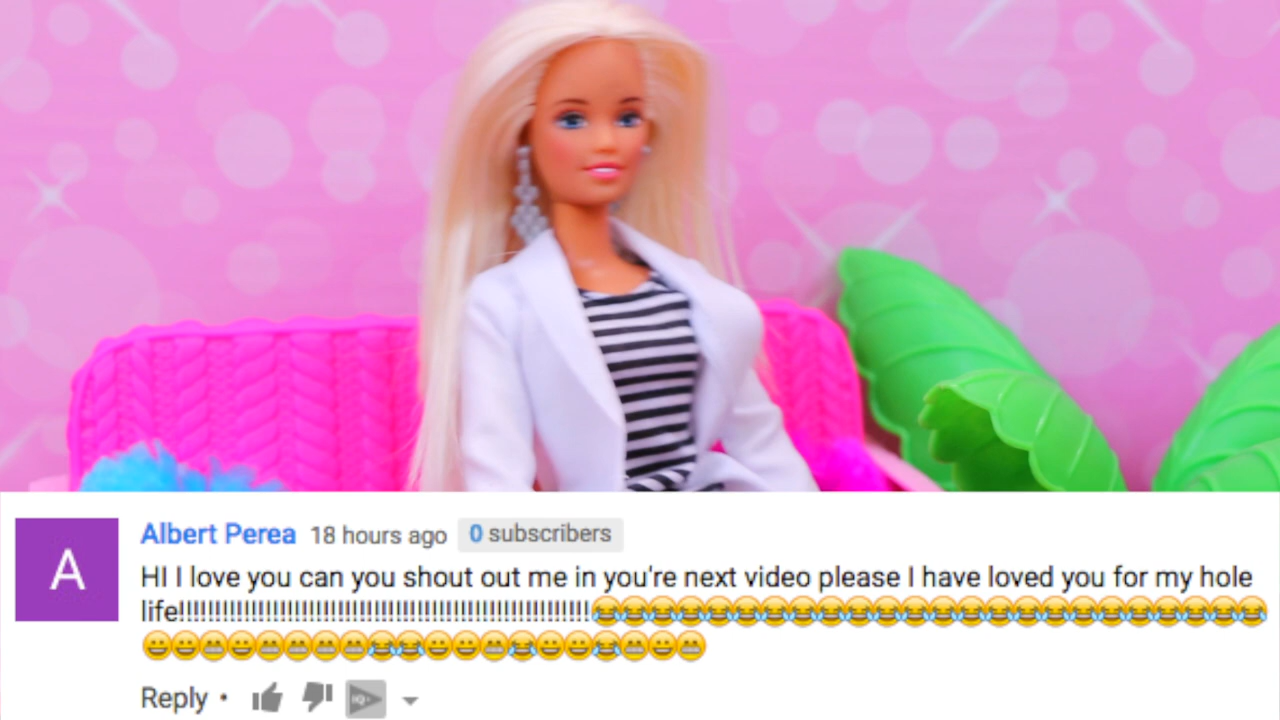 A
Albert Perea 18 hours ago 0 subscribers
HI I love you can you shout out me in you're next video please I have loved you for my hole
life!!!!!!!!!!!!!!!!!!!!!!!!!!!!!!!!!!!!!!!!!!!!!!!!!!!!!!!!!😂😂😂😂😂😂😂😂😂😂😂😂😂😂😂😂😂😂😂😂😂😂😂😂
😀😀😁😀😁😁😁😁😂😂😀😀😁😂😀😀😂😁😀😁
Reply •